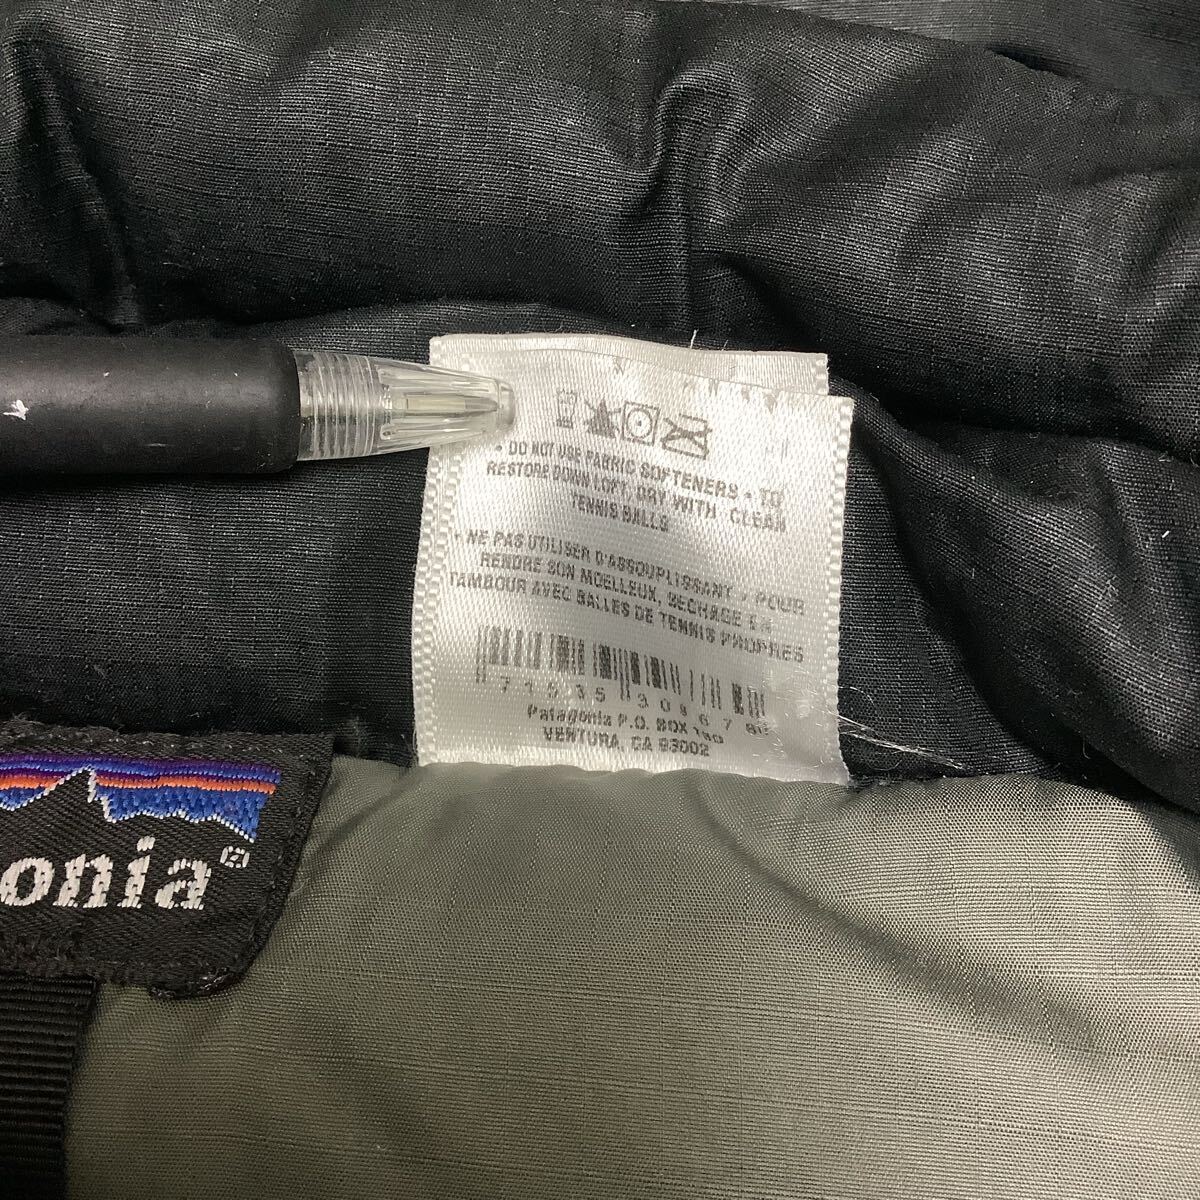 • DO NOT USE FABRIC SOFTENERS • TO
RESTORE DOWN LOFT, DRY WITH CLEAN
TENNIS BALLS
• NE PAS UTILISER D'ASSOUPLISSANT • POUR
RENDRE SON MOELLEUX, SECHAGE EN
TAMBOUR AVEC BALLES DE TENNIS PROPRES
Patagonia P.O. BOX 150
VENTURA, CA 93002
onia®